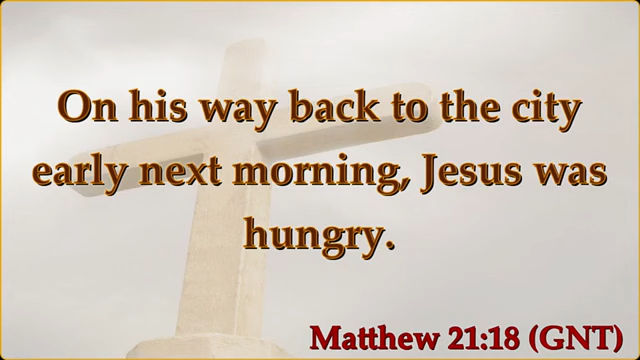 On his way back to the city
early next morning, Jesus was
hungry.
Matthew 21:18 (GNT)